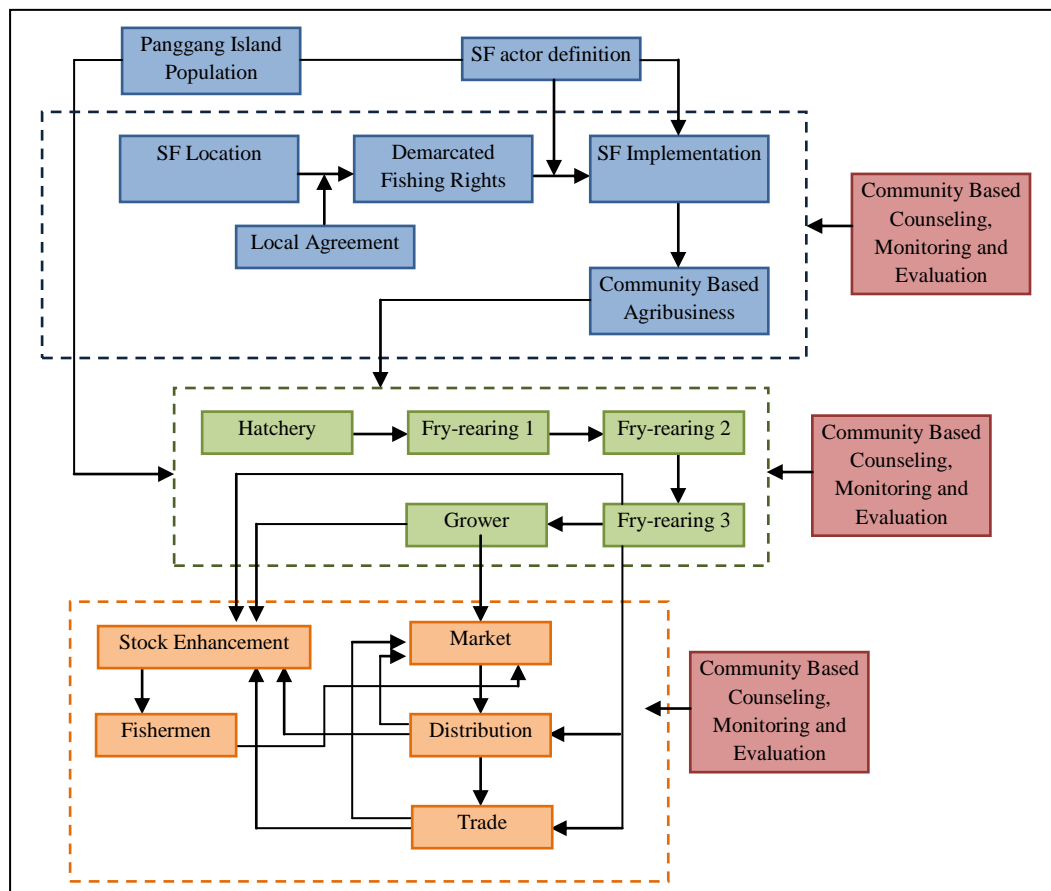 Panggang Island
Population
SF actor definition
SF Location
Demarcated
Fishing Rights
SF Implementation
Local Agreement
Community Based
Agribusiness
Community Based
Counseling,
Monitoring and
Evaluation
Hatchery
Fry-rearing 1
Fry-rearing 2
Grower
Fry-rearing 3
Community Based
Counseling,
Monitoring and
Evaluation
Stock Enhancement
Market
Fishermen
Distribution
Trade
Community Based
Counseling,
Monitoring and
Evaluation